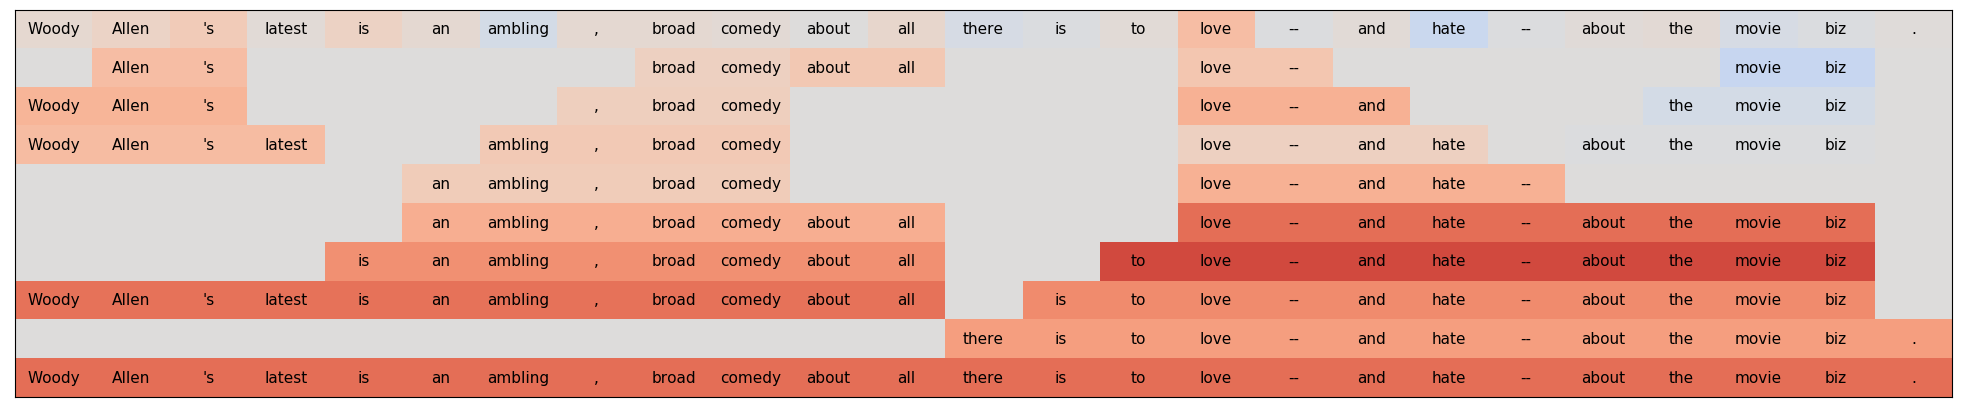 Woody Allen 's latest is an ambling , broad comedy about all there is to love -- and hate -- about the movie biz .
Allen 's broad comedy about all love -- movie biz
Woody Allen 's , broad comedy love -- and the movie biz
Woody Allen 's latest ambling , broad comedy love -- and hate about the movie biz
an ambling , broad comedy love -- and hate --
an ambling , broad comedy about all love -- and hate -- about the movie biz
is an ambling , broad comedy about all to love -- and hate -- about the movie biz
Woody Allen 's latest is an ambling , broad comedy about all is to love -- and hate -- about the movie biz
there is to love -- and hate -- about the movie biz .
Woody Allen 's latest is an ambling , broad comedy about all there is to love -- and hate -- about the movie biz .